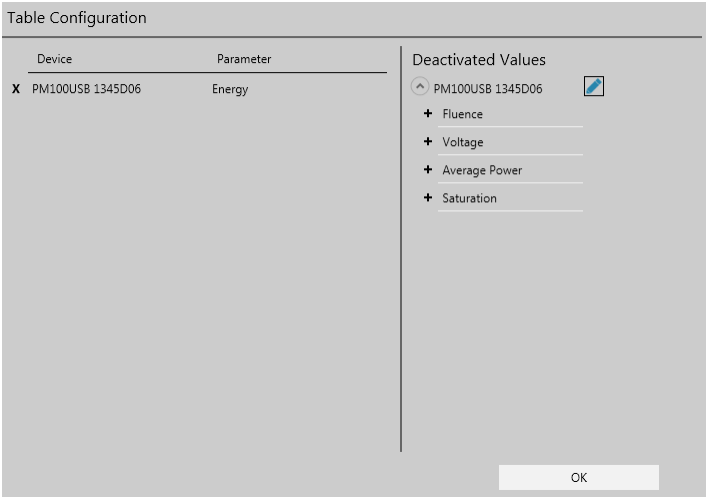 Table Configuration
Device Parameter
X PM100USB 1345D06 Energy
Deactivated Values
PM100USB 1345D06
+ Fluence
+ Voltage
+ Average Power
+ Saturation
OK